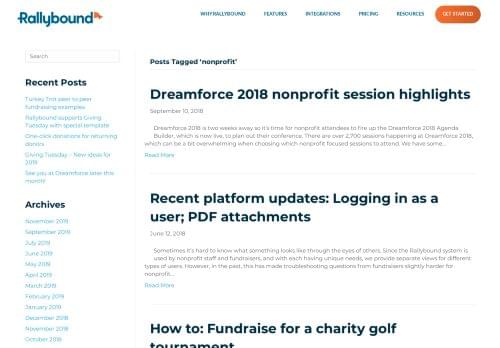 Rallybound
WHY RALLYBOUND
FEATURES
INTEGRATIONS
PRICING
RESOURCES
GET STARTED
Search
Recent Posts
Turkey Trot peer to peer
fundraising examples
Rallybound supports Giving
Tuesday with special template
One-click donations for returning
donors
Giving Tuesday – New ideas for
2019
See you at Dreamforce later this
month!
Archives
November 2019
September 2019
July 2019
June 2019
May 2019
April 2019
March 2019
February 2019
January 2019
December 2018
November 2018
October 2018
Posts Tagged ‘nonprofit’
Dreamforce 2018 nonprofit session highlights
September 10, 2018
Dreamforce 2018 is two weeks away so it's time for nonprofit attendees to fire up the Dreamforce 2018 Agenda
Builder, which is now live, to plan out their conference. There are over 2,700 sessions happening at Dreamforce 2018,
which can be a bit overwhelming when choosing which nonprofit focused sessions to attend. We have some...
Read More
Recent platform updates: Logging in as a
user; PDF attachments
June 12, 2018
Sometimes it's hard to know what something looks like through the eyes of others. Since the Rallybound system is
used by nonprofit staff and fundraisers, and with each having unique needs, we provide separate views for different
types of users. However, in the past, this has made troubleshooting questions from fundraisers slightly harder for
nonprofit...
Read More
How to: Fundraise for a charity golf
tournament